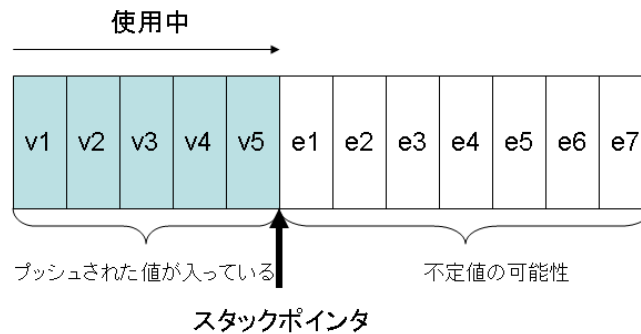 使用中
v1 v2 v3 v4 v5 e1 e2 e3 e4 e5 e6 e7
プッシュされた値が入っている 不定値の可能性
スタックポインタ